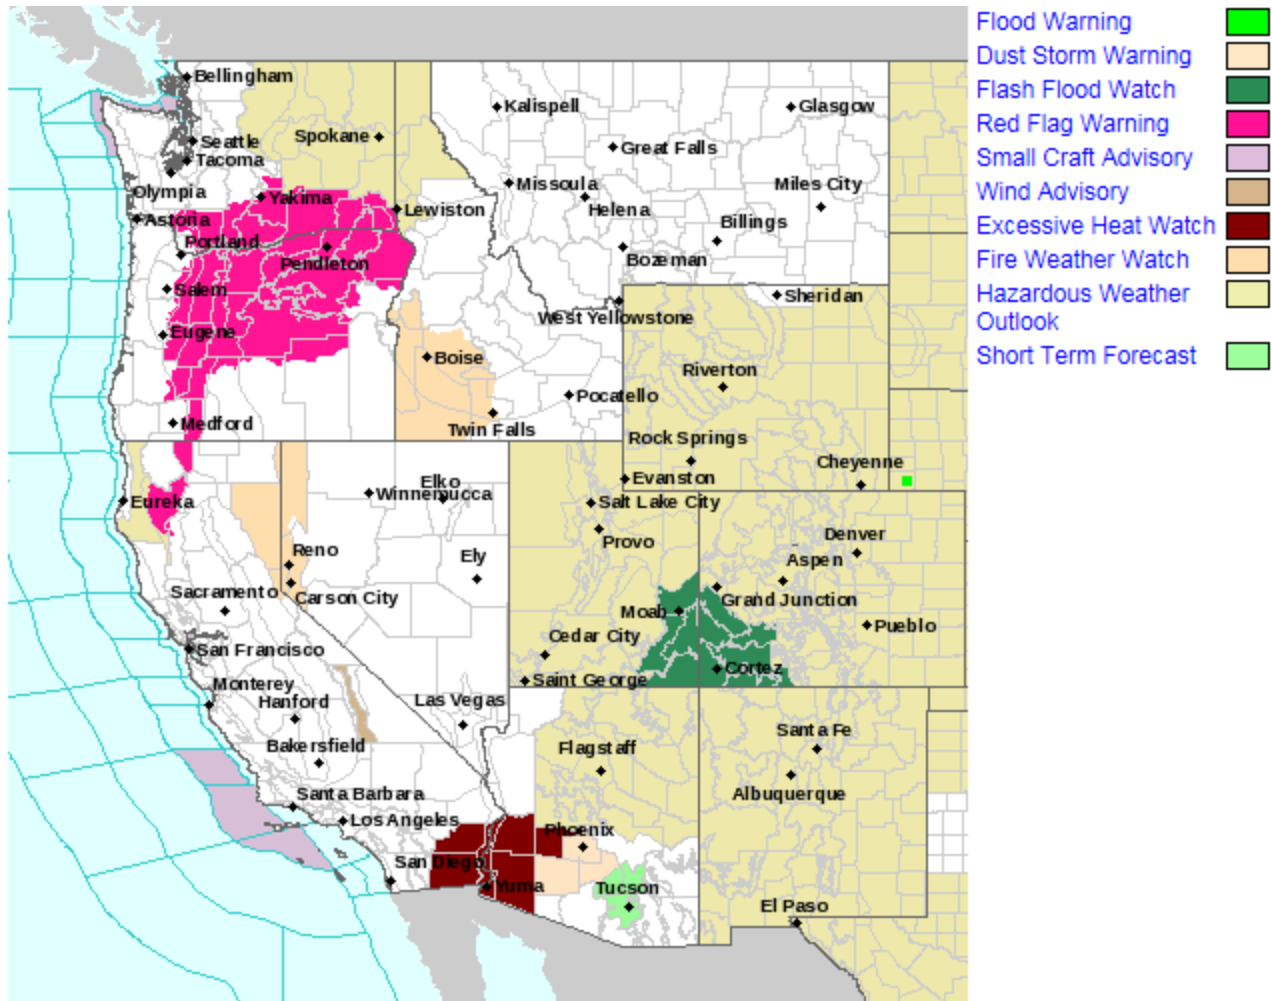 Flood Warning
Dust Storm Warning
Flash Flood Watch
Red Flag Warning
Small Craft Advisory
Wind Advisory
Excessive Heat Watch
Fire Weather Watch
Hazardous Weather
Outlook
Short Term Forecast
Bellingham
Kalispell
Glasgow
Spokane
Seattle
Great Falls
Tacoma
Missoula
Miles City
Olympia
Yakima
Helena
Lewiston
Astoria
Billings
Portland
Bozeman
Pendleton
Salem
Sheridan
West Yellowstone
Eugene
Boise
Riverton
Pocatello
Medford
Twin Falls
Rock Springs
Cheyenne
Evanston
Elko
Winnemucca
Eureka
Salt Lake City
Denver
Provo
Reno
Ely
Aspen
Sacramento
Carson City
Grand Junction
Moab
Pueblo
Cedar City
San Francisco
Cortez
Saint George
Monterey
Hanford
Las Vegas
Santa Fe
Bakersfield
Flagstaff
Santa Barbara
Albuquerque
Los Angeles
Phoenix
San Diego
Yuma
Tucson
El Paso